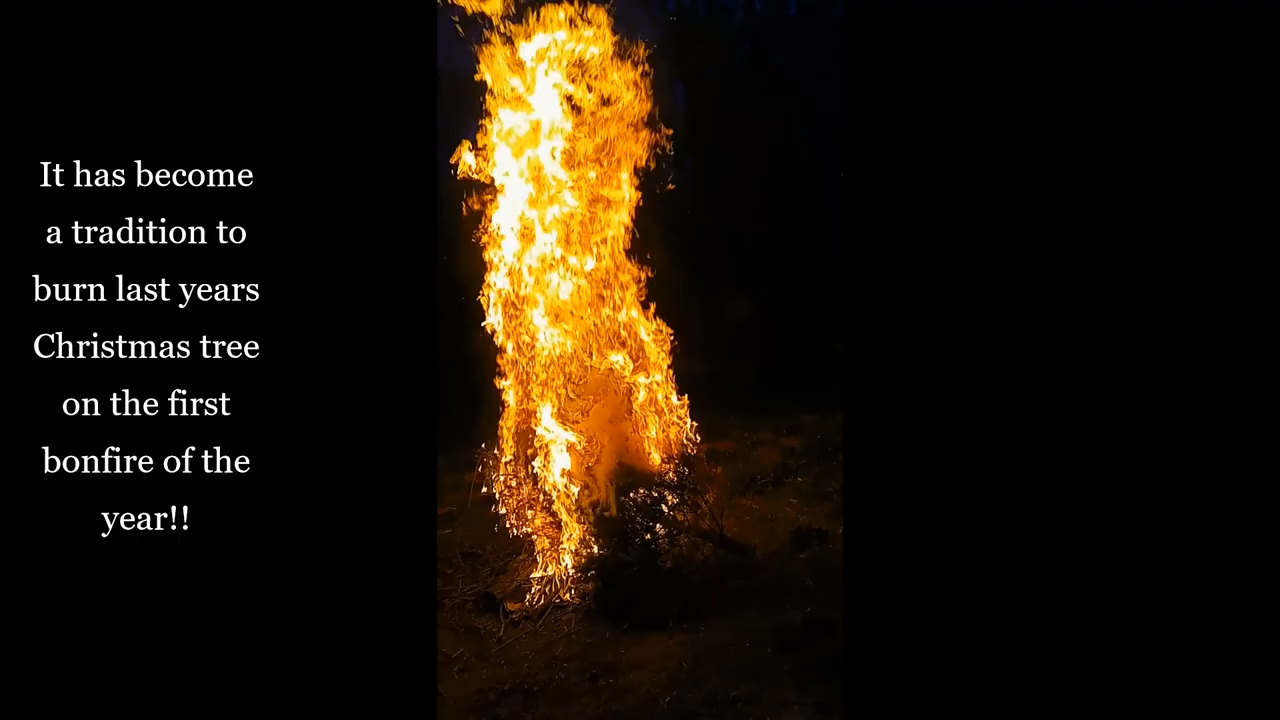 It has become
a tradition to
burn last years
Christmas tree
on the first
bonfire of the
year!!